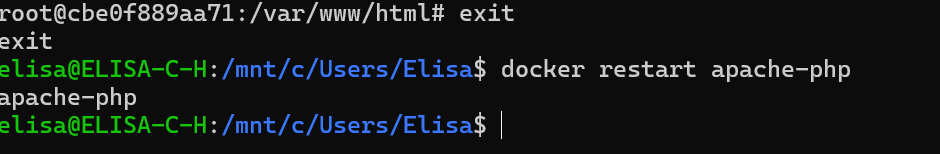 root@cbe0f889aa71:/var/www/html# exit
exit
elisa@ELISA-C-H:/mnt/c/Users/Elisa$ docker restart apache-php
apache-php
elisa@ELISA-C-H:/mnt/c/Users/Elisa$